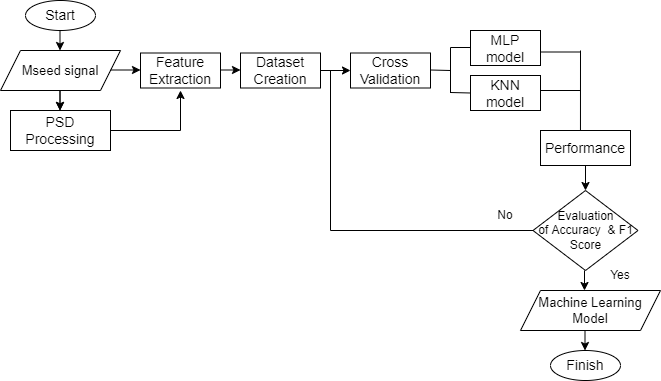 Start
Mseed signal
PSD
Processing
Feature
Extraction
Dataset
Creation
Cross
Validation
MLP
model
KNN
model
Performance
Evaluation
of Accuracy & F1
Score
No
Yes
Machine Learning
Model
Finish